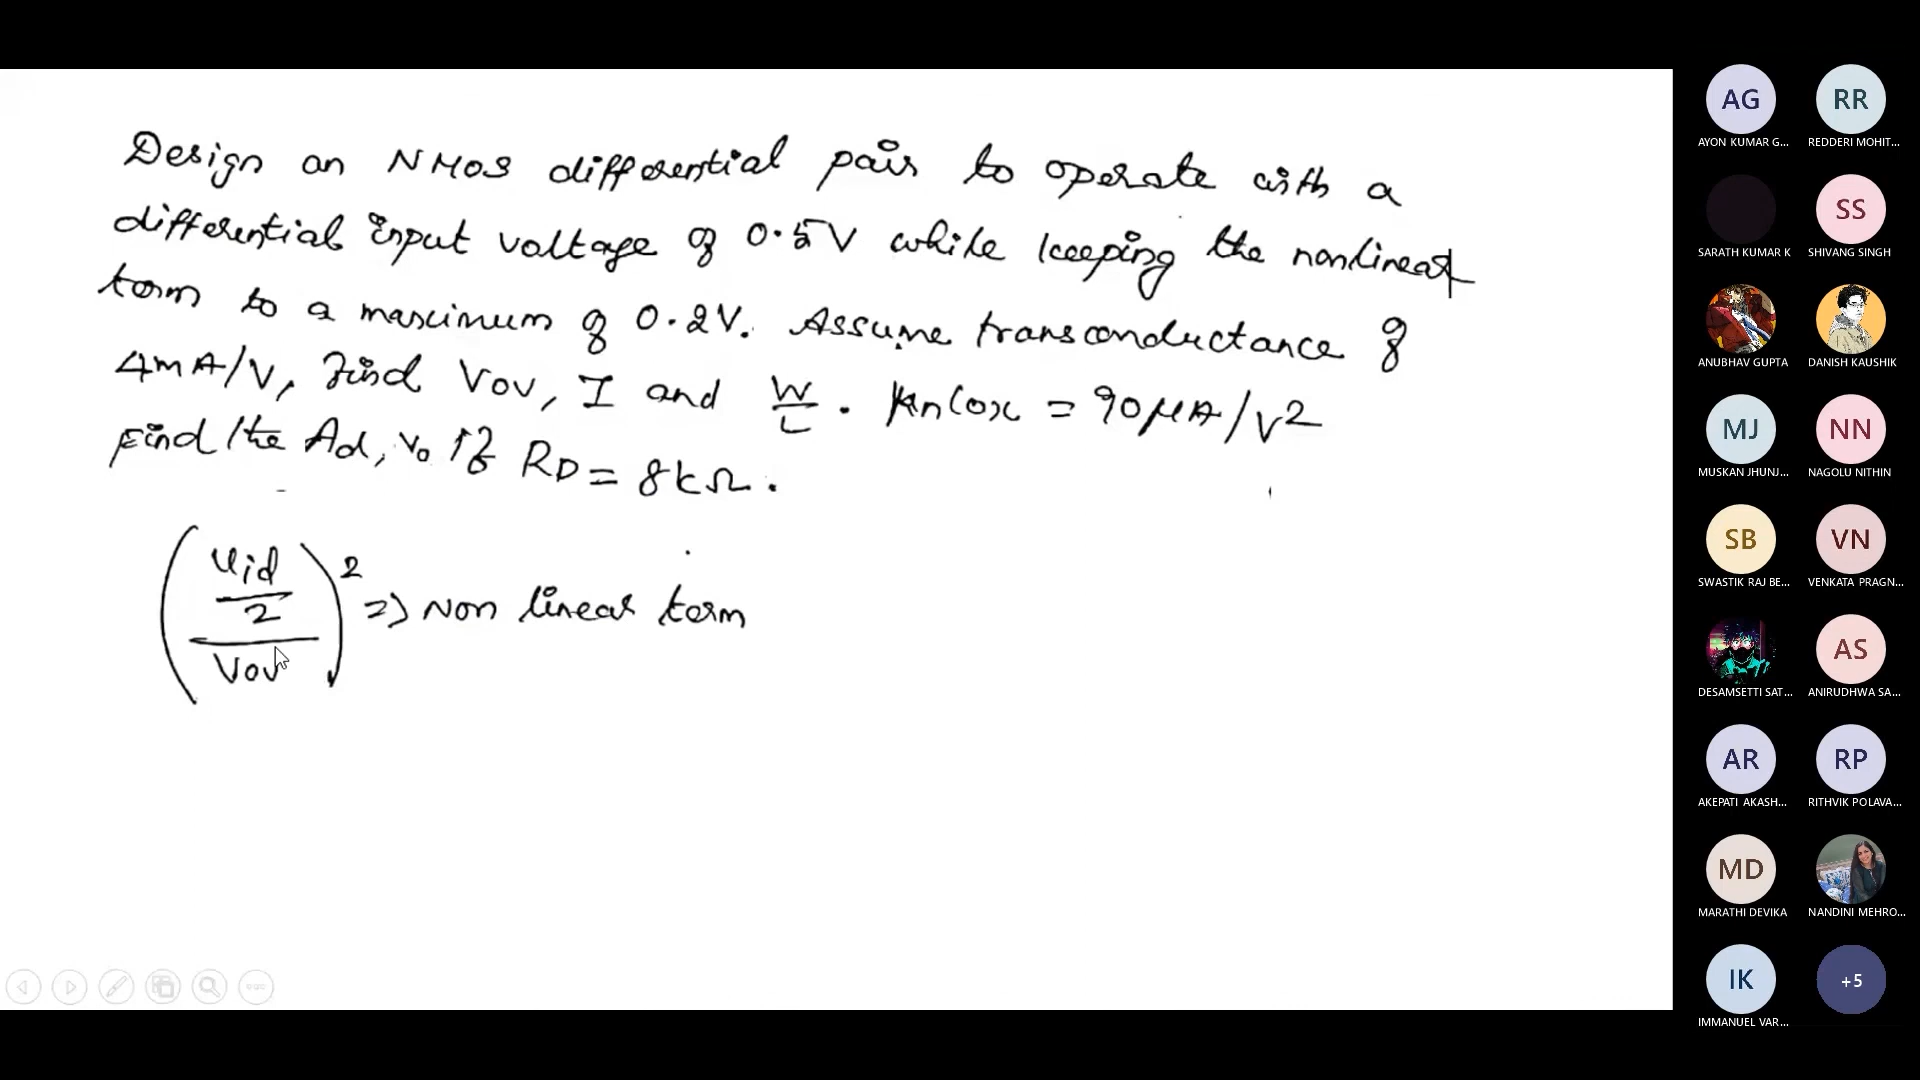 Design an NMOS differential pair to operate with a
differential input voltage of 0.5V while keeping the nonlinear
term to a maximum of 0.2V. Assume transconductance of
4mA/V, find Vov, I and W/L. μnCox = 90μA/V²
Find the Ad, Vo if RD = 8kΩ.
((υid/2)/Vov)² => Non linear term
AG
RR
AYON KUMAR G...
REDDERI MOHIT...
SS
SARATH KUMAR K
SHIVANG SINGH
ANUBHAV GUPTA
DANISH KAUSHIK
MJ
NN
MUSKAN JHUNJ...
NAGOLU NITHIN
SB
VN
SWASTIK RAJ BE...
VENKATA PRAGN...
AS
DESAMSETTI SAT...
ANIRUDHWA SA...
AR
RP
AKEPATI AKASH...
RITHVIK POLAVA...
MD
MARATHI DEVIKA
NANDINI MEHRO...
IK
+5
IMMANUEL VAR...